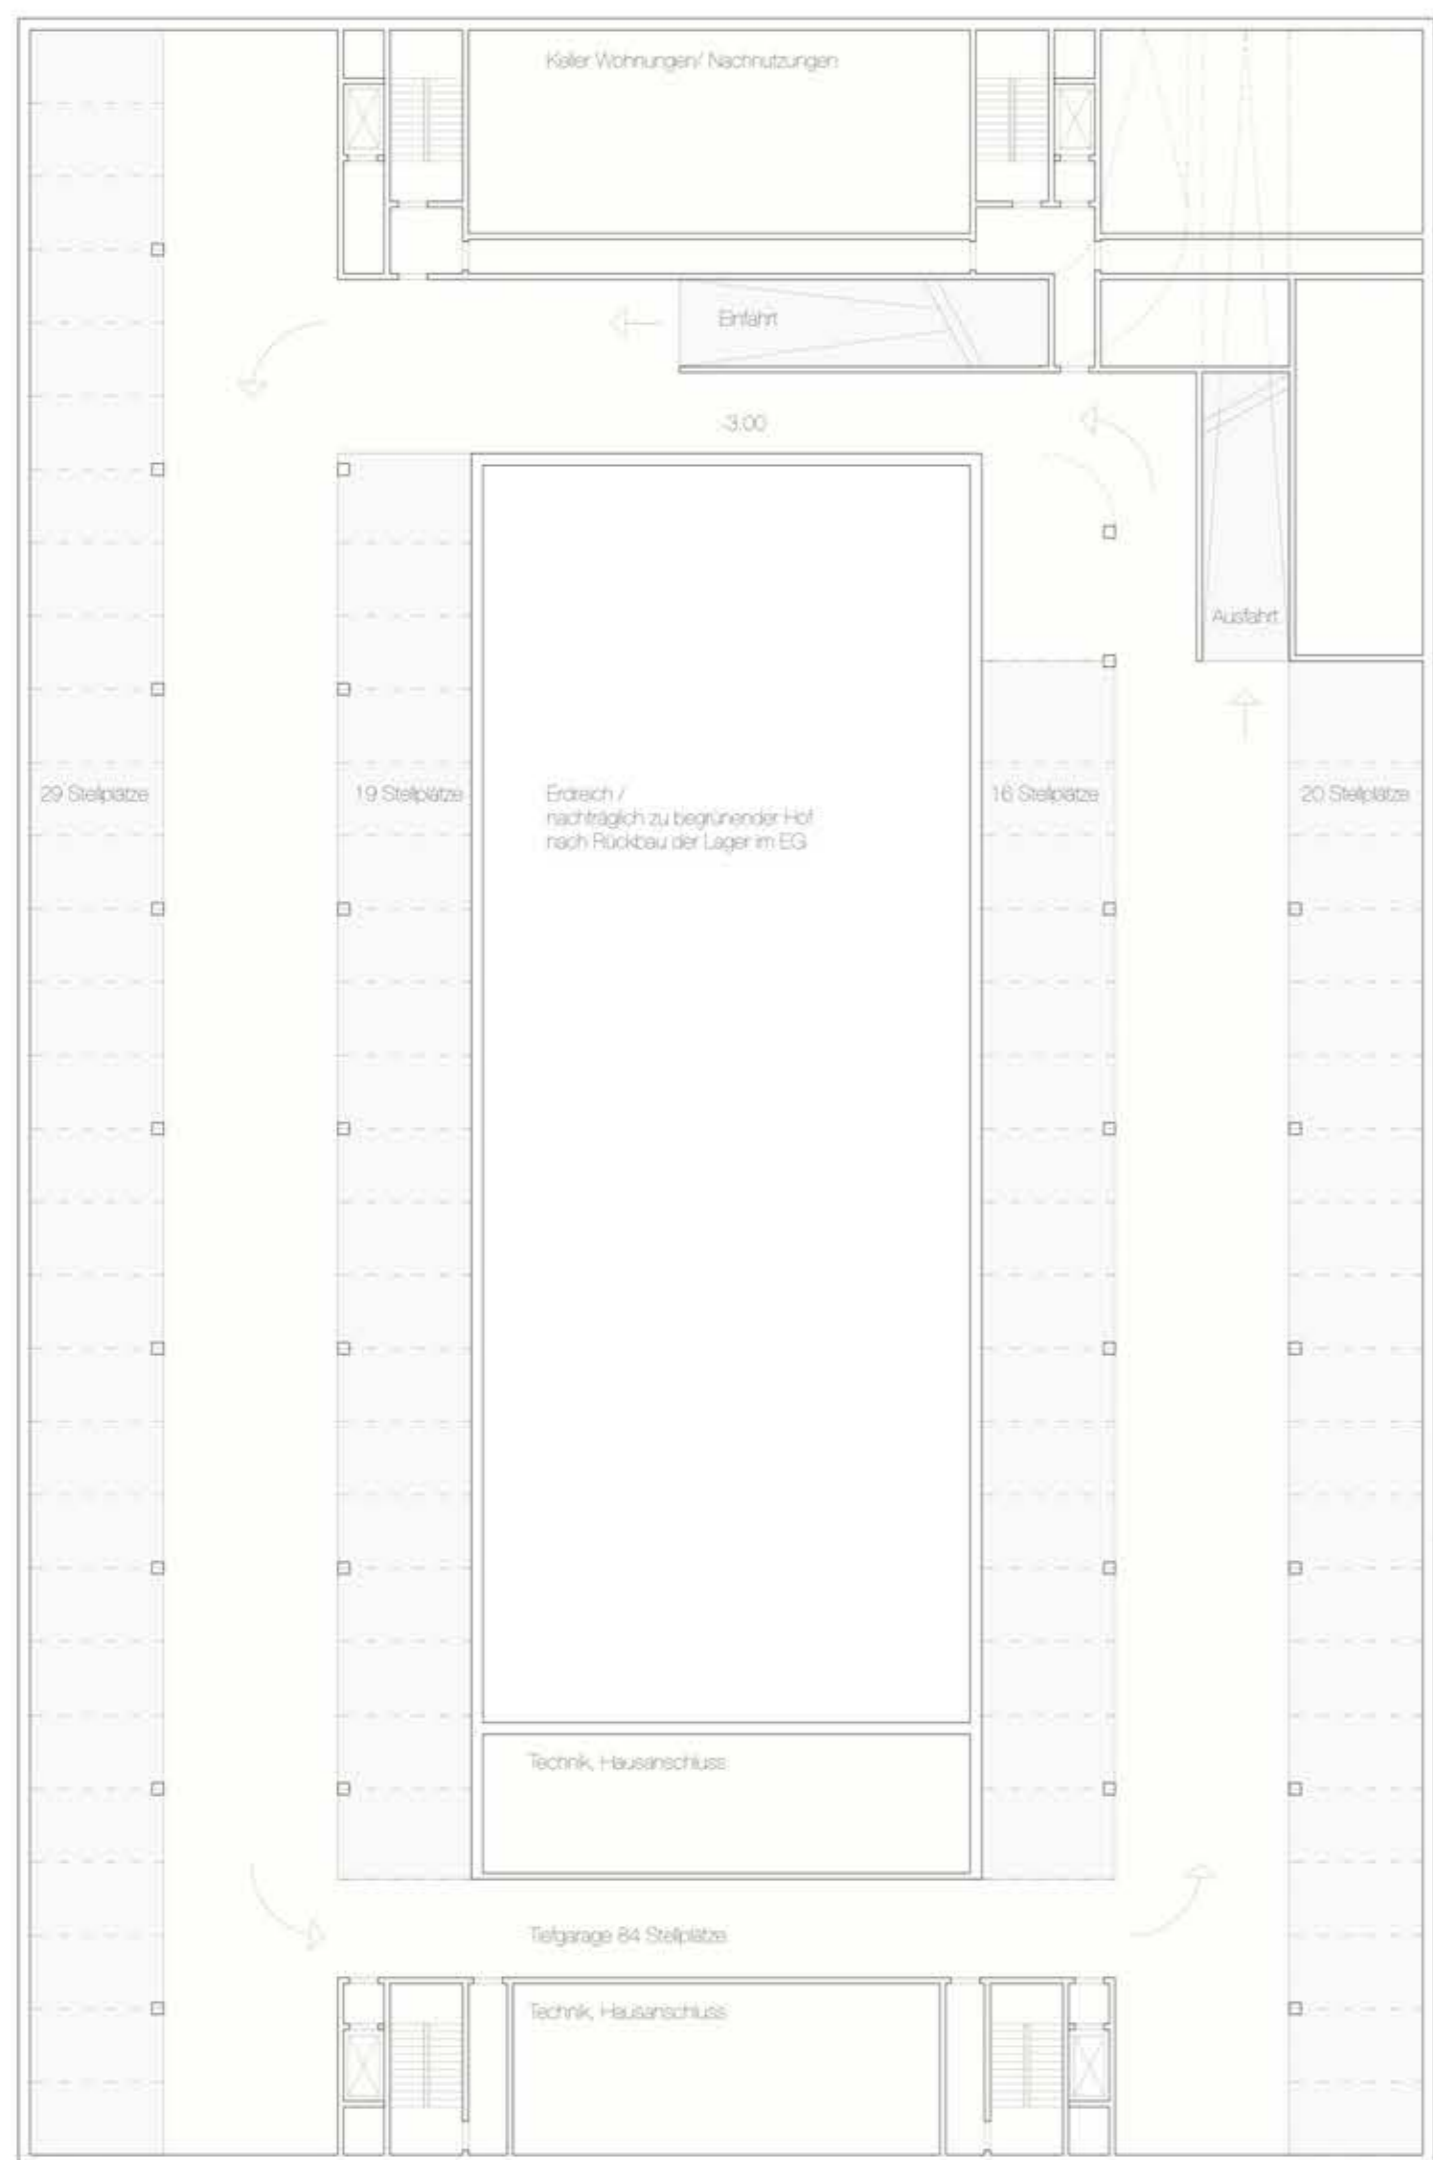 Keller Wohnungen/ Nachnutzungen
Einfahrt
-3.00
Ausfahrt
29 Stellplätze
19 Stellplätze
Erdreich /
nachträglich zu begrünender Hof
nach Rückbau der Lager im EG
16 Stellplätze
20 Stellplätze
Technik, Hausanschluss
Tiefgarage 84 Stellplätze
Technik, Hausanschluss